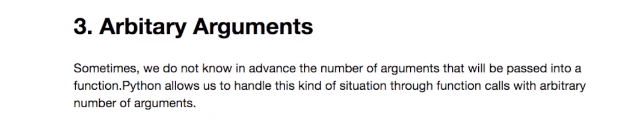 3. Arbitary Arguments
Sometimes, we do not know in advance the number of arguments that will be passed into a
function.Python allows us to handle this kind of situation through function calls with arbitrary
number of arguments.